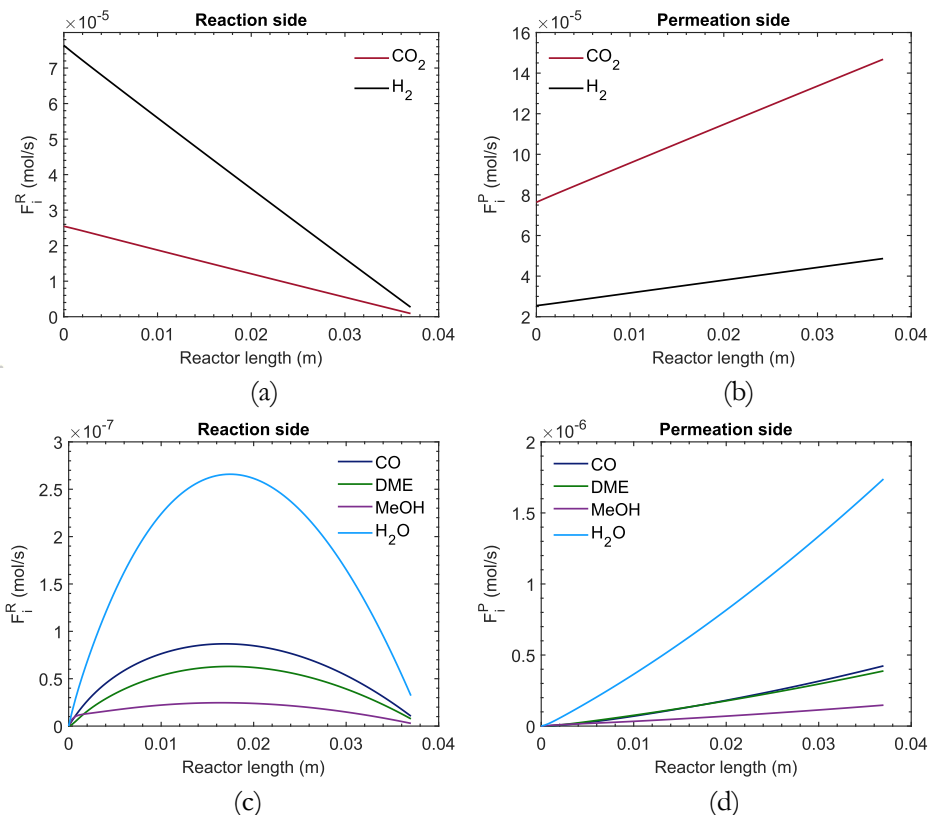 ×10⁻⁵ Reaction side
CO₂
H₂
7
6
5
4
3
2
1
0
Fᵢᴿ (mol/s)
0 0.01 0.02 0.03 0.04
Reactor length (m)
(a)
×10⁻⁵ Permeation side
CO₂
H₂
16
14
12
10
8
6
4
2
Fᵢᴾ (mol/s)
0 0.01 0.02 0.03 0.04
Reactor length (m)
(b)
×10⁻⁷ Reaction side
CO
DME
MeOH
H₂O
3
2.5
2
1.5
1
0.5
0
Fᵢᴿ (mol/s)
0 0.01 0.02 0.03 0.04
Reactor length (m)
(c)
×10⁻⁶ Permeation side
CO
DME
MeOH
H₂O
2
1.5
1
0.5
0
Fᵢᴾ (mol/s)
0 0.01 0.02 0.03 0.04
Reactor length (m)
(d)